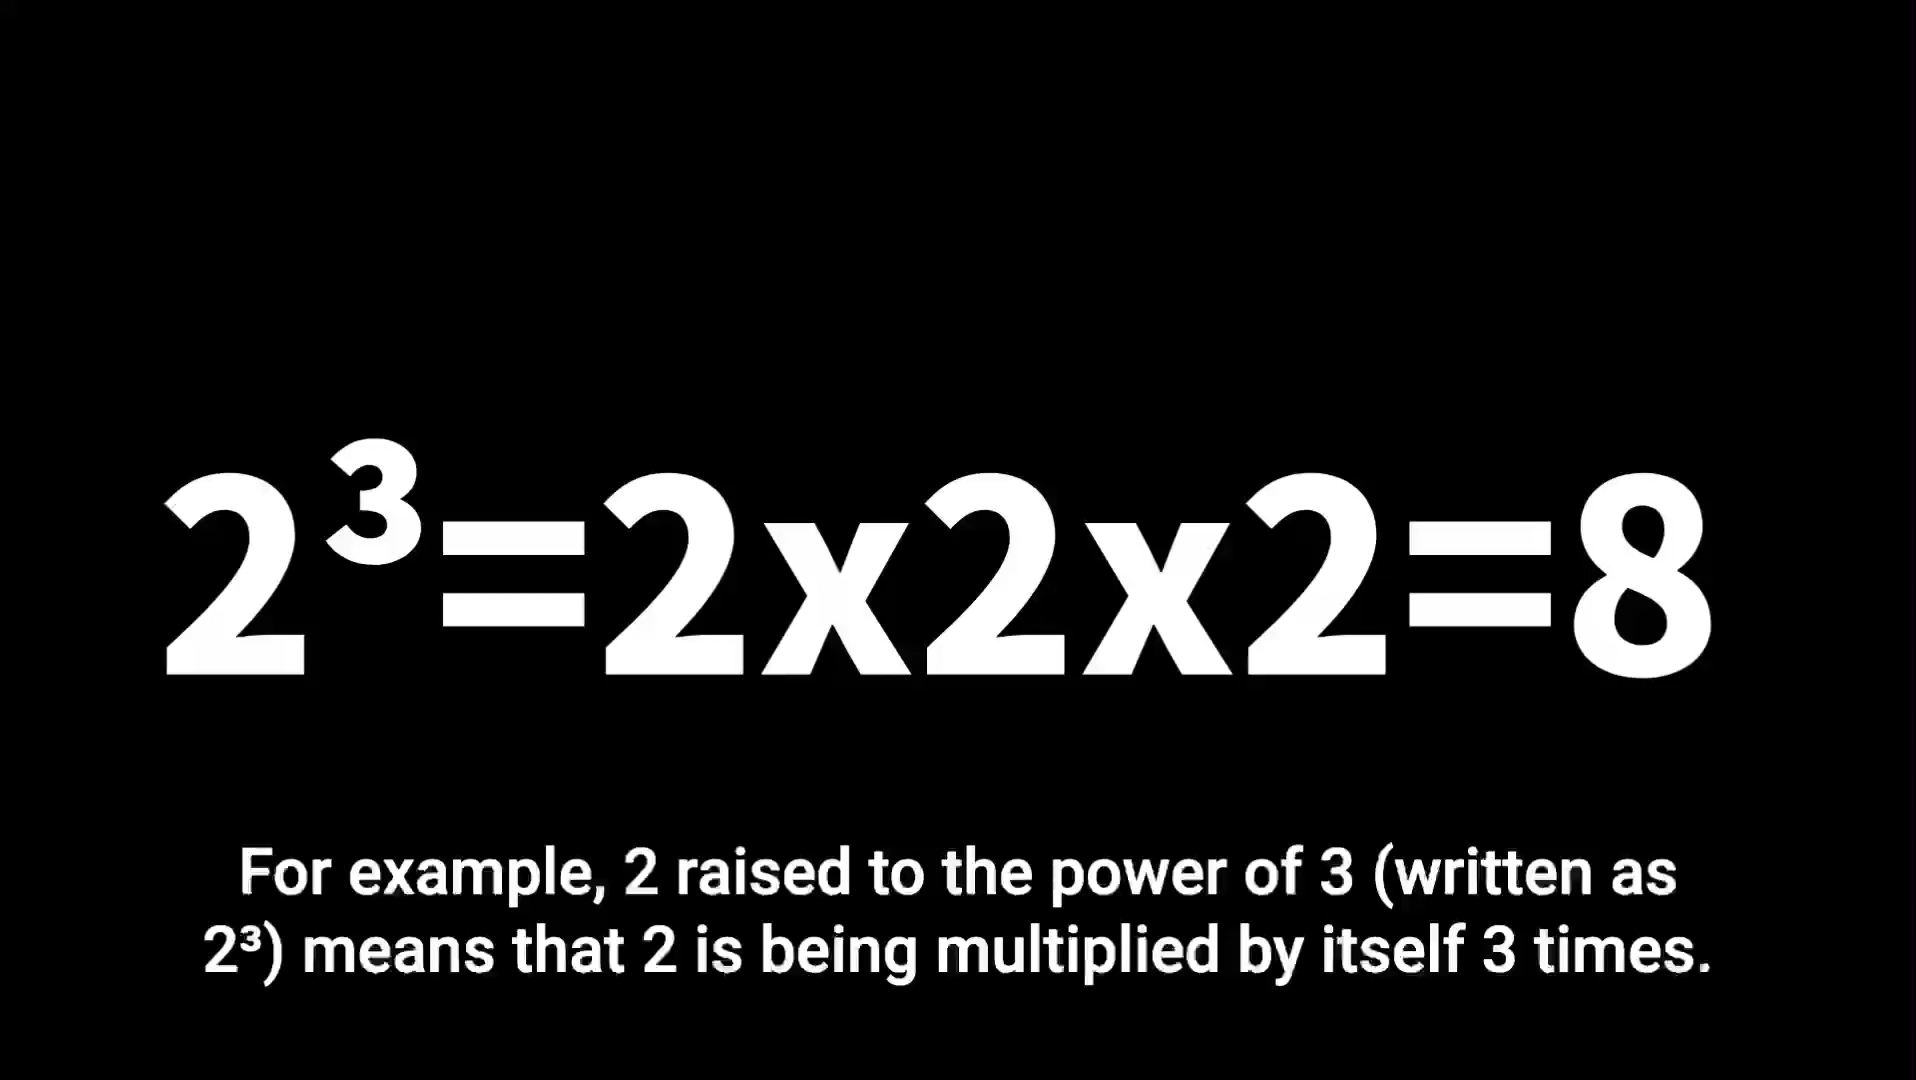 2³=2x2x2=8
For example, 2 raised to the power of 3 (written as
2³) means that 2 is being multiplied by itself 3 times.